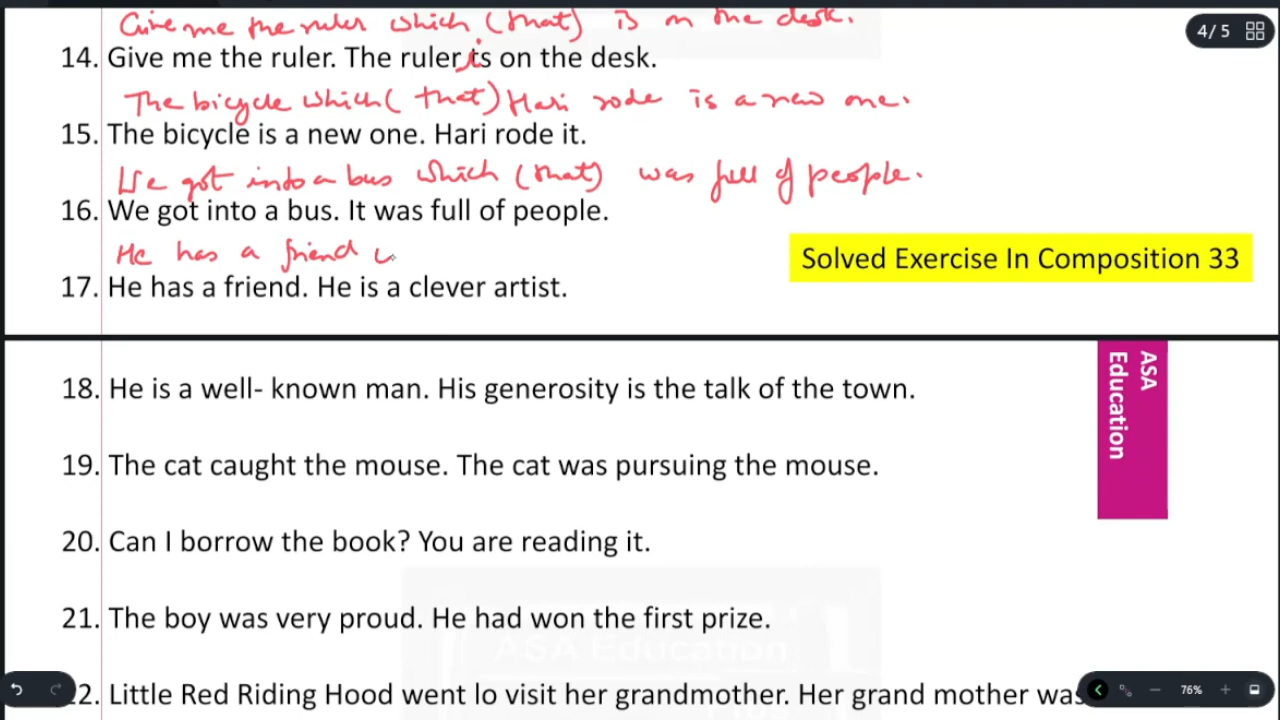 Give me the ruler which (that) is on the desk.
4/5
14. Give me the ruler. The ruler is on the desk.
The bicycle which (that) Hari rode is a new one.
15. The bicycle is a new one. Hari rode it.
We got into a bus which (that) was full of people.
16. We got into a bus. It was full of people.
He has a friend
Solved Exercise In Composition 33
17. He has a friend. He is a clever artist.
ASA
Education
18. He is a well- known man. His generosity is the talk of the town.
19. The cat caught the mouse. The cat was pursuing the mouse.
20. Can I borrow the book? You are reading it.
21. The boy was very proud. He had won the first prize.
ASA Education
22. Little Red Riding Hood went lo visit her grandmother. Her grand mother was
76%